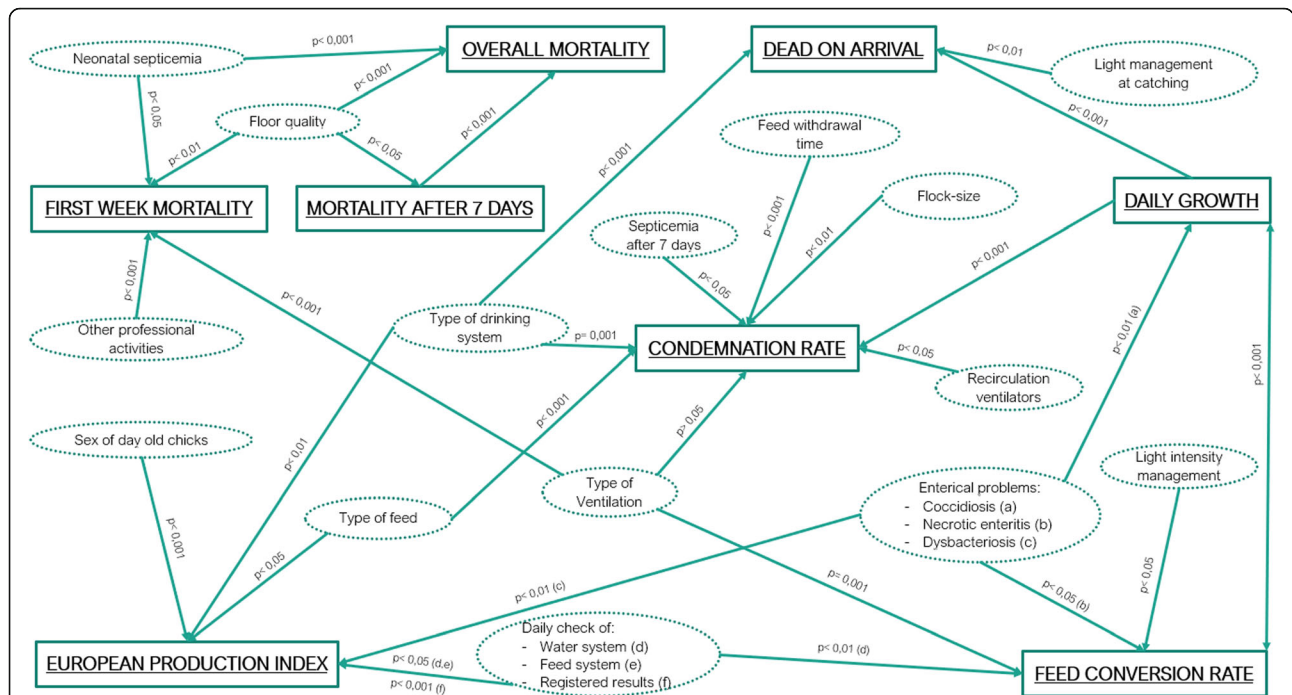 p< 0,001
OVERALL MORTALITY
DEAD ON ARRIVAL
p< 0,01
Neonatal septicemia
Light management
at catching
p< 0,001
p< 0,05
Floor quality
p< 0,001
p< 0,001
Feed withdrawal
time
p< 0,01
p< 0,05
p< 0,001
FIRST WEEK MORTALITY
MORTALITY AFTER 7 DAYS
Flock-size
DAILY GROWTH
p< 0,001
Septicemia
after 7 days
p< 0,01
p< 0,001
p< 0,001
p< 0,001
p< 0,05
Other professional
activities
Type of drinking
system
p= 0,001
CONDEMNATION RATE
p< 0,01 (a)
p< 0,001
p< 0,05
Recirculation
ventilators
p< 0,001
p> 0,05
Sex of day old chicks
p< 0,01
Light intensity
management
Type of
Ventilation
Enterical problems:
- Coccidiosis (a)
- Necrotic enteritis (b)
- Dysbacteriosis (c)
Type of feed
p< 0,001
p< 0,05
p< 0,05
p< 0,01 (c)
p= 0,001
p< 0,05 (b)
Daily check of:
- Water system (d)
- Feed system (e)
- Registered results (f)
EUROPEAN PRODUCTION INDEX
p< 0,05 (d,e)
p< 0,001 (f)
p< 0,01 (d)
FEED CONVERSION RATE